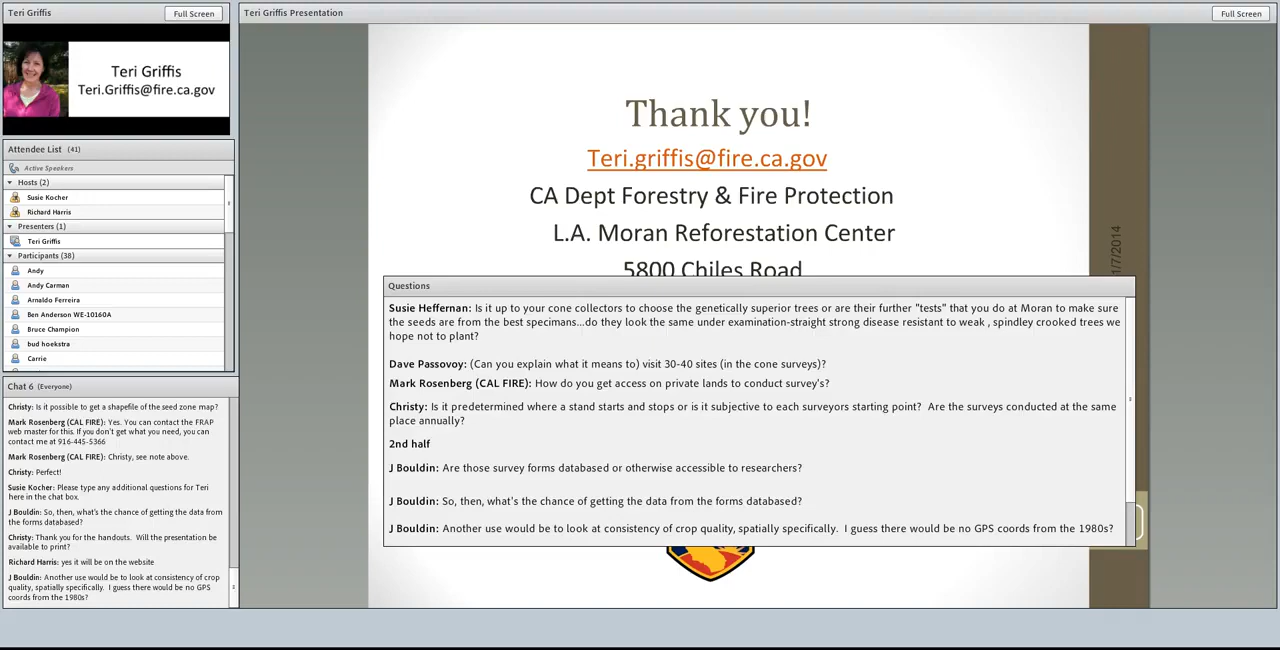 Teri Griffis
Full Screen
Teri Griffis
Teri.Griffis@fire.ca.gov
Attendee List (41)
Active Speakers
Hosts (2)
Susie Kocher
Richard Harris
Presenters (1)
Teri Griffis
Participants (38)
Andy
Andy Carman
Arnaldo Ferreira
Ben Anderson WE-10160A
Bruce Champion
bud hoekstra
Carrie
Chat 6 (Everyone)
Christy: Is it possible to get a shapefile of the seed zone map?
Mark Rosenberg (CAL FIRE): Yes. You can contact the FRAP
web master for this. If you don't get what you need, you can
contact me at 916-445-5366
Mark Rosenberg (CAL FIRE): Christy, see note above.
Christy: Perfect!
Susie Kocher: Please type any additional questions for Teri
here in the chat box.
J Bouldin: So, then, what's the chance of getting the data from
the forms databased?
Christy: Thank you for the handouts. Will the presentation be
available to print?
Richard Harris: yes it will be on the website
J Bouldin: Another use would be to look at consistency of crop
quality, spatially specifically. I guess there would be no GPS
coords from the 1980s?
Teri Griffis Presentation
Full Screen
Thank you!
Teri.griffis@fire.ca.gov
CA Dept Forestry & Fire Protection
L.A. Moran Reforestation Center
5800 Chiles Road
1/7/2014
Questions
Susie Heffernan: Is it up to your cone collectors to choose the genetically superior trees or are their further "tests" that you do at Moran to make sure
the seeds are from the best specimans...do they look the same under examination-straight strong disease resistant to weak , spindley crooked trees we
hope not to plant?
Dave Passovoy: (Can you explain what it means to) visit 30-40 sites (in the cone surveys)?
Mark Rosenberg (CAL FIRE): How do you get access on private lands to conduct survey's?
Christy: Is it predetermined where a stand starts and stops or is it subjective to each surveyors starting point? Are the surveys conducted at the same
place annually?
2nd half
J Bouldin: Are those survey forms databased or otherwise accessible to researchers?
J Bouldin: So, then, what's the chance of getting the data from the forms databased?
J Bouldin: Another use would be to look at consistency of crop quality, spatially specifically. I guess there would be no GPS coords from the 1980s?